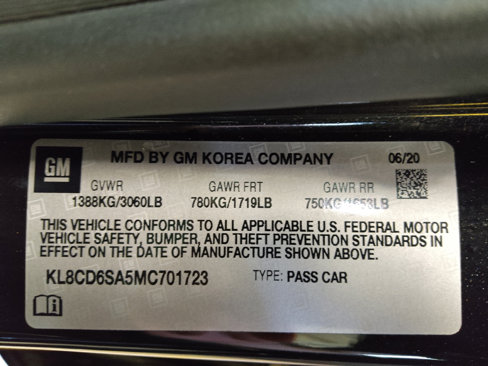 GM
MFD BY GM KOREA COMPANY 06/20
GVWR GAWR FRT GAWR RR
1388KG/3060LB 780KG/1719LB 750KG/1653LB
THIS VEHICLE CONFORMS TO ALL APPLICABLE U.S. FEDERAL MOTOR
VEHICLE SAFETY, BUMPER, AND THEFT PREVENTION STANDARDS IN
EFFECT ON THE DATE OF MANUFACTURE SHOWN ABOVE.
KL8CD6SA5MC701723 TYPE: PASS CAR